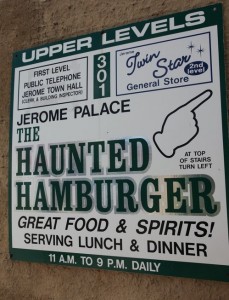 UPPER LEVELS
FIRST LEVEL
PUBLIC TELEPHONE
JEROME TOWN HALL
(CLERK & BUILDING INSPECTOR)
301
Twin Star
2nd level
General Store
JEROME PALACE
THE
HAUNTED
HAMBURGER
AT TOP
OF STAIRS
TURN LEFT
GREAT FOOD & SPIRITS!
SERVING LUNCH & DINNER
11 A.M. TO 9 P.M. DAILY